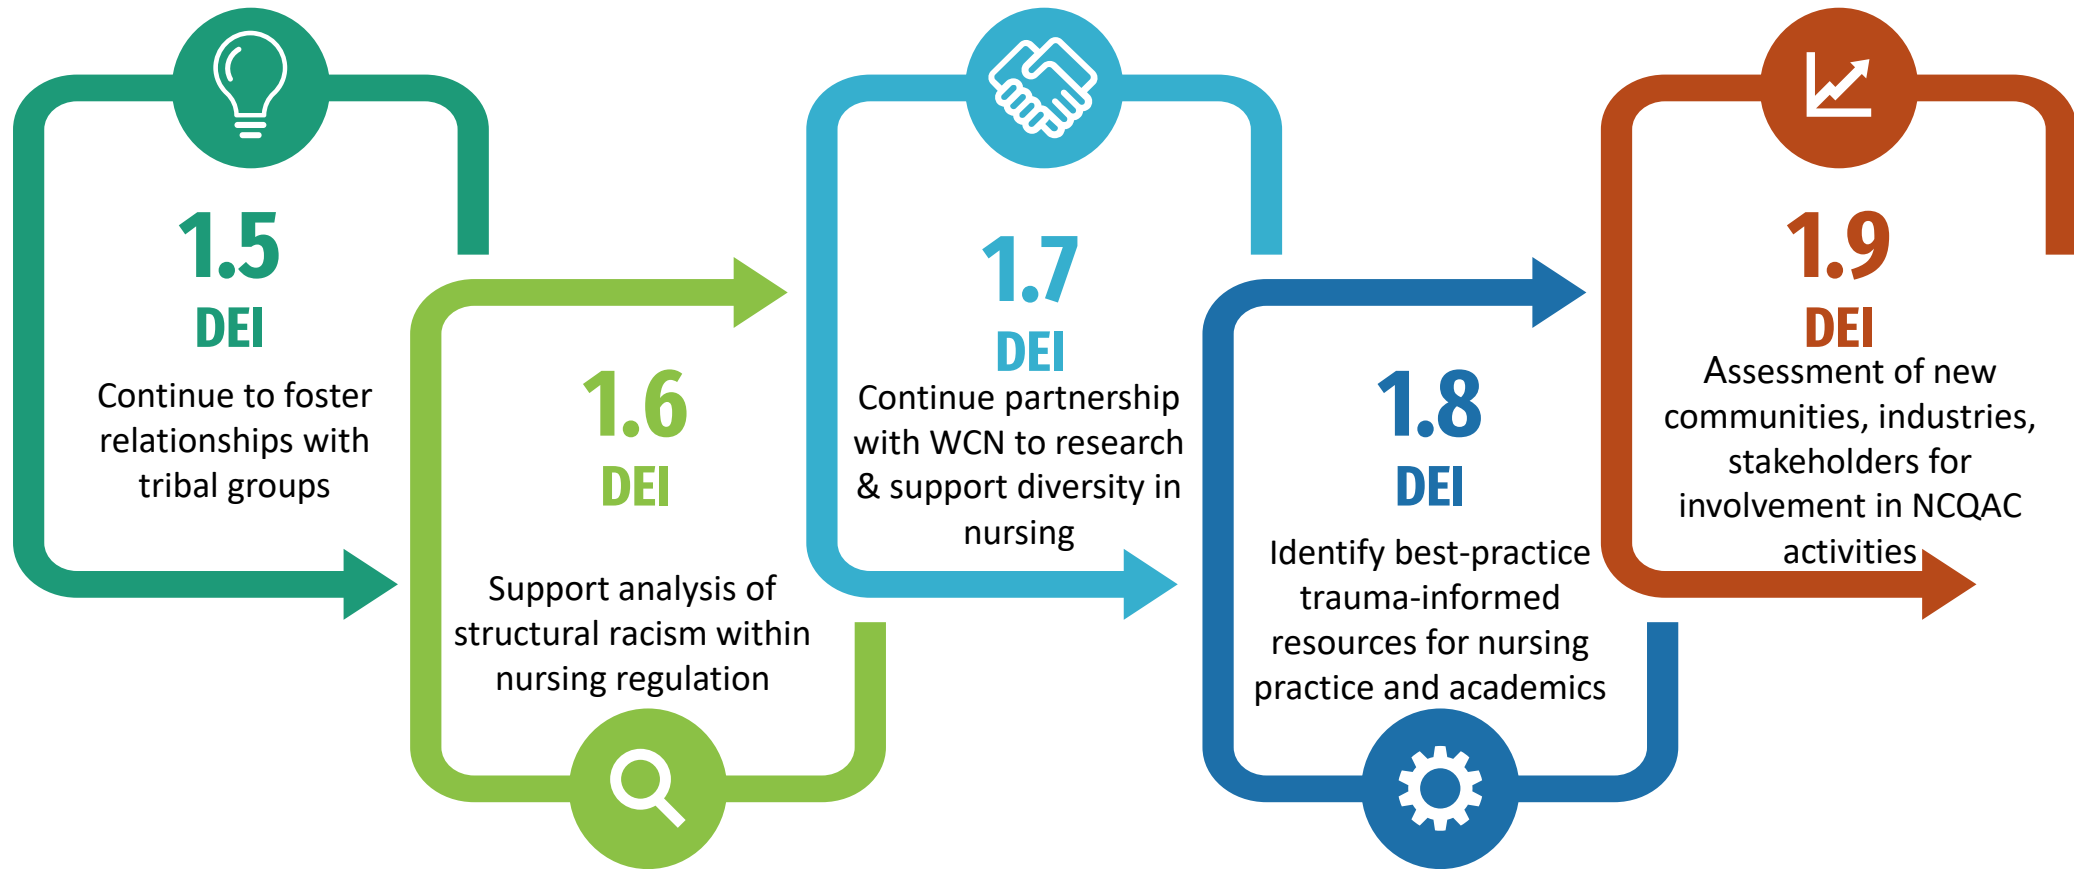 1.5
DEI
Continue to foster
relationships with
tribal groups
1.6
DEI
Support analysis of
structural racism within
nursing regulation
1.7
DEI
Continue partnership
with WCN to research
& support diversity in
nursing
1.8
DEI
Identify best-practice
trauma-informed
resources for nursing
practice and academics
1.9
DEI
Assessment of new
communities, industries,
stakeholders for
involvement in NCQAC
activities